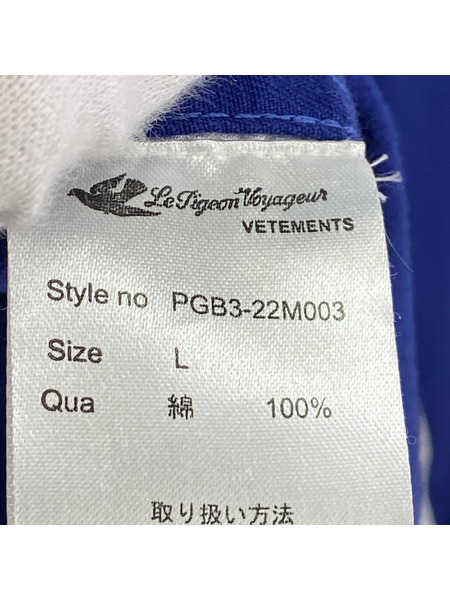 Le Pigeon Voyageur
VETEMENTS
Style no PGB3-22M003
Size L
Qua 綿 100%
取り扱い方法